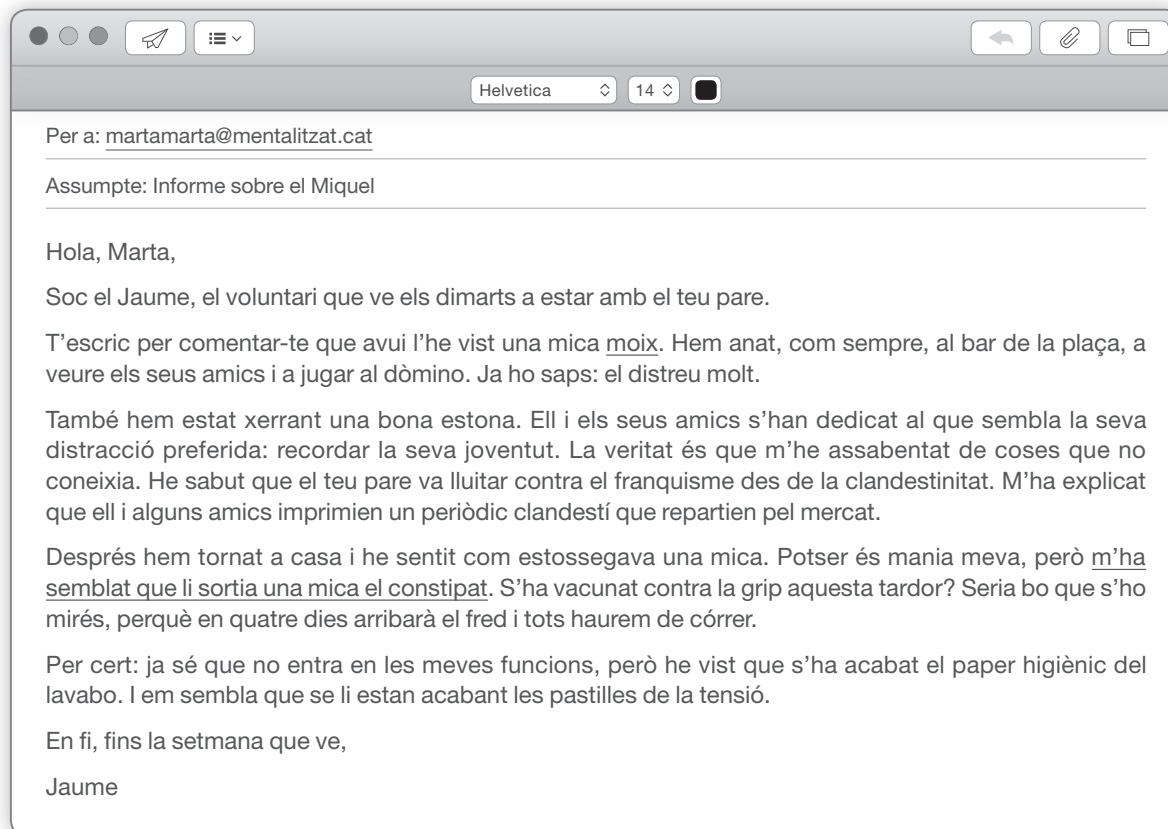 Helvetica
14
Per a: martamarta@mentalitzat.cat
Assumpte: Informe sobre el Miquel
Hola, Marta,
Soc el Jaume, el voluntari que ve els dimarts a estar amb el teu pare.
T’escric per comentar-te que avui l’he vist una mica moix. Hem anat, com sempre, al bar de la plaça, a
veure els seus amics i a jugar al dòmino. Ja ho saps: el distreu molt.
També hem estat xerrant una bona estona. Ell i els seus amics s’han dedicat al que sembla la seva
distracció preferida: recordar la seva joventut. La veritat és que m’he assabentat de coses que no
coneixia. He sabut que el teu pare va lluitar contra el franquisme des de la clandestinitat. M’ha explicat
que ell i alguns amics imprimien un periòdic clandestí que repartien pel mercat.
Després hem tornat a casa i he sentit com estossegava una mica. Potser és mania meva, però m’ha
semblat que li sortia una mica el constipat. S’ha vacunat contra la grip aquesta tardor? Seria bo que s’ho
mirés, perquè en quatre dies arribarà el fred i tots haurem de córrer.
Per cert: ja sé que no entra en les meves funcions, però he vist que s’ha acabat el paper higiènic del
lavabo. I em sembla que se li estan acabant les pastilles de la tensió.
En fi, fins la setmana que ve,
Jaume